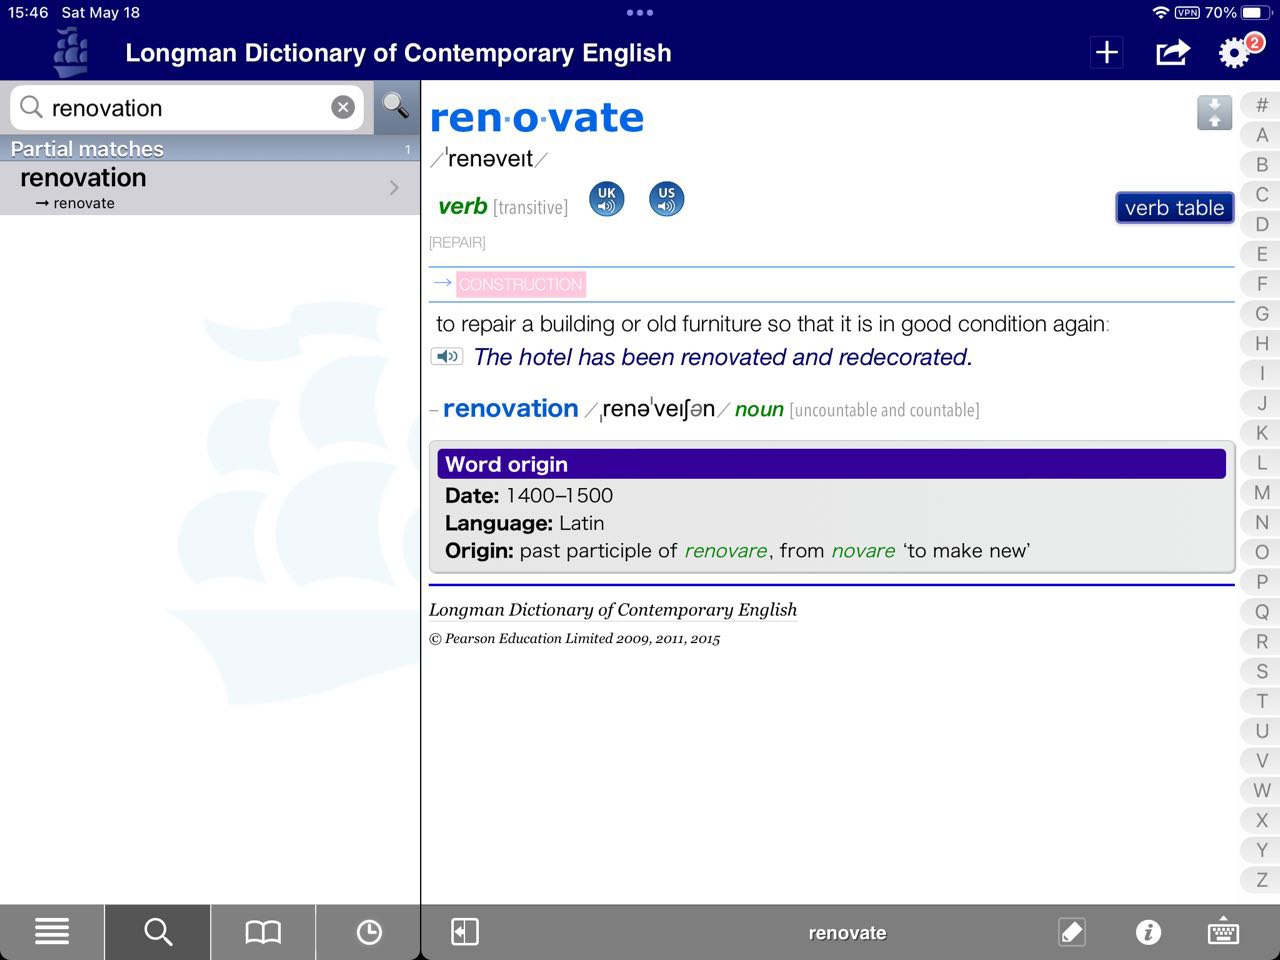 15:46 Sat May 18
VPN 70%
Longman Dictionary of Contemporary English
2
renovation
Partial matches 1
renovation
→ renovate
ren·o·vate
/ˈrenəveɪt/
verb [transitive] UK US
verb table
[REPAIR]
→ CONSTRUCTION
to repair a building or old furniture so that it is in good condition again:
The hotel has been renovated and redecorated.
– renovation /ˌrenəˈveɪʃən/ noun [uncountable and countable]
Word origin
Date: 1400–1500
Language: Latin
Origin: past participle of renovare, from novare ‘to make new’
Longman Dictionary of Contemporary English
© Pearson Education Limited 2009, 2011, 2015
#
A
B
C
D
E
F
G
H
I
J
K
L
M
N
O
P
Q
R
S
T
U
V
W
X
Y
Z
renovate